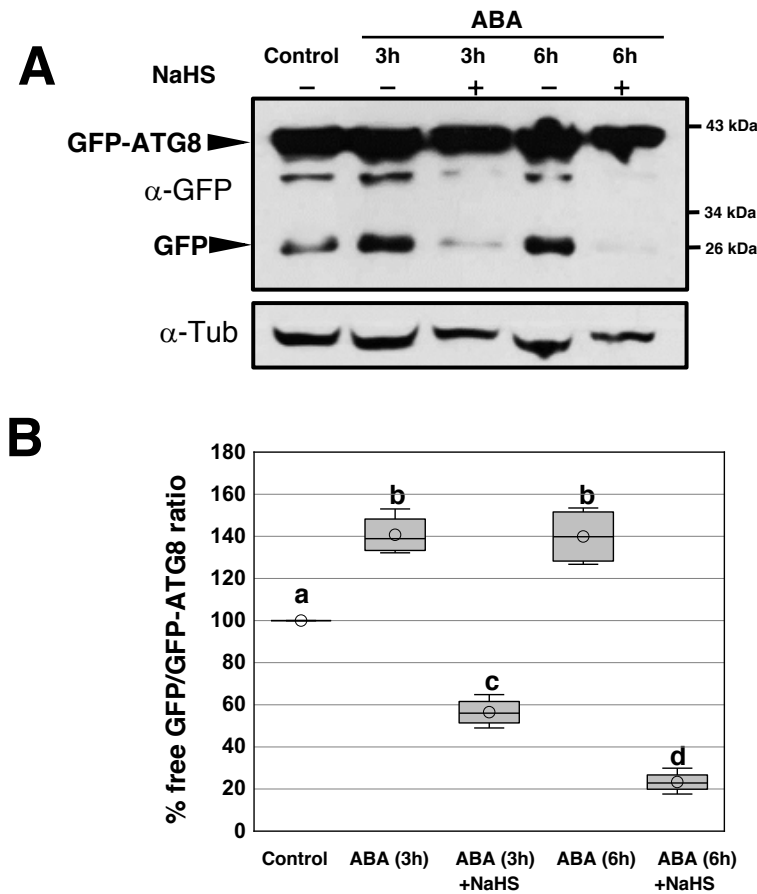 A
ABA
Control 3h 3h 6h 6h
NaHS – – + – +
GFP-ATG8
43 kDa
α-GFP
34 kDa
GFP
26 kDa
α-Tub
B
% free GFP/GFP-ATG8 ratio
180
160
140
120
100
80
60
40
20
0
a
b
c
b
d
Control
ABA (3h)
ABA (3h)
+NaHS
ABA (6h)
ABA (6h)
+NaHS